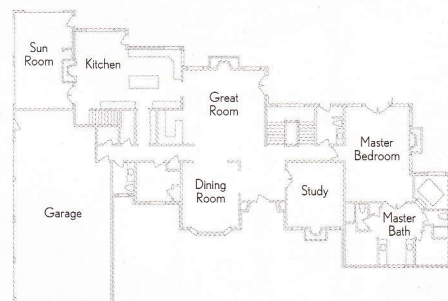 Sun
Room
Kitchen
Great
Room
Master
Bedroom
Dining
Room
Study
Garage
Master
Bath